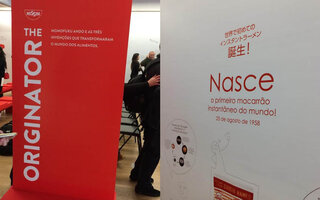 NISSIN
THE
ORIGINATOR
MOMOFUKU ANDO E AS TRÊS
INVENÇÕES QUE TRANSFORMARAM
O MUNDO DOS ALIMENTOS.
世界で初めての
インスタントラーメン
誕生!
Nasce
o primeiro macarrão
instantâneo do mundo!
25 de agosto de 1958